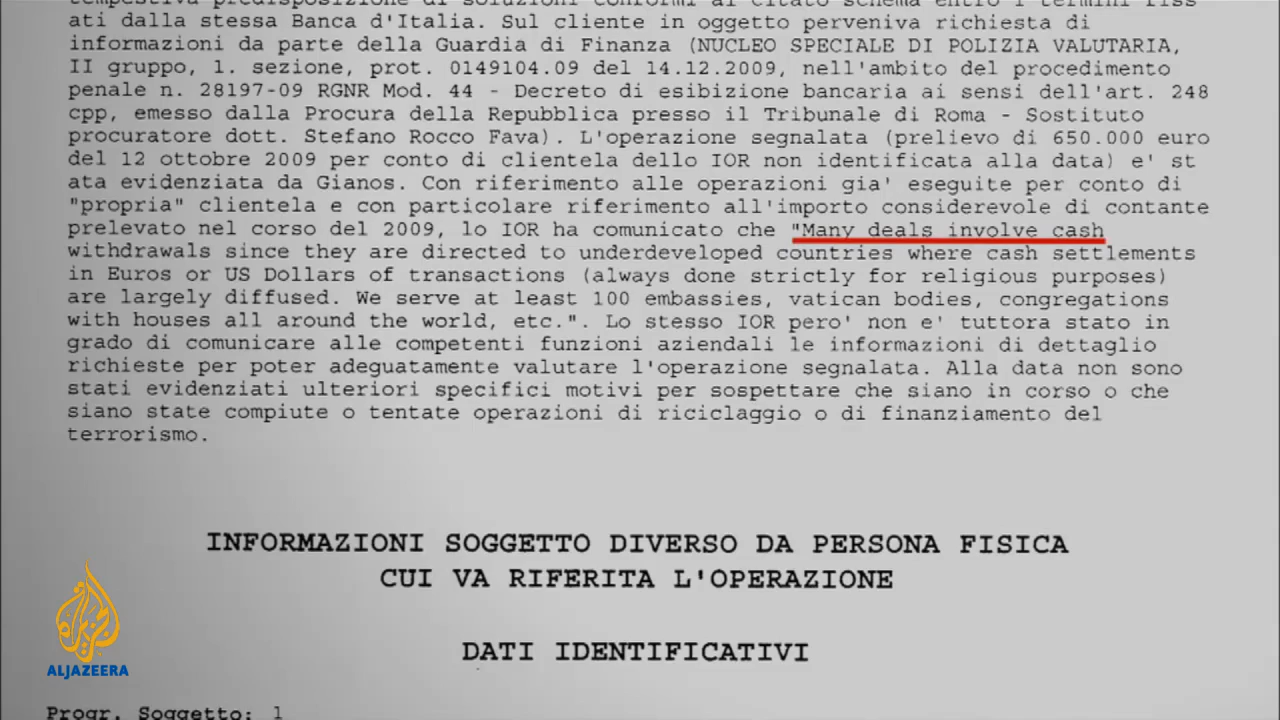 tempestiva predisposizione di soluzioni conformi al citato schema entro i termini fiss
ati dalla stessa Banca d'Italia. Sul cliente in oggetto perveniva richiesta di
informazioni da parte della Guardia di Finanza (NUCLEO SPECIALE DI POLIZIA VALUTARIA,
II gruppo, 1. sezione, prot. 0149104.09 del 14.12.2009, nell'ambito del procedimento
penale n. 28197-09 RGNR Mod. 44 - Decreto di esibizione bancaria ai sensi dell'art. 248
cpp, emesso dalla Procura della Repubblica presso il Tribunale di Roma - Sostituto
procuratore dott. Stefano Rocco Fava). L'operazione segnalata (prelievo di 650.000 euro
del 12 ottobre 2009 per conto di clientela dello IOR non identificata alla data) e' st
ata evidenziata da Gianos. Con riferimento alle operazioni gia' eseguite per conto di
"propria" clientela e con particolare riferimento all'importo considerevole di contante
prelevato nel corso del 2009, lo IOR ha comunicato che "Many deals involve cash
withdrawals since they are directed to underdeveloped countries where cash settlements
in Euros or US Dollars of transactions (always done strictly for religious purposes)
are largely diffused. We serve at least 100 embassies, vatican bodies, congregations
with houses all around the world, etc.". Lo stesso IOR pero' non e' tuttora stato in
grado di comunicare alle competenti funzioni aziendali le informazioni di dettaglio
richieste per poter adeguatamente valutare l'operazione segnalata. Alla data non sono
stati evidenziati ulteriori specifici motivi per sospettare che siano in corso o che
siano state compiute o tentate operazioni di riciclaggio o di finanziamento del
terrorismo.
INFORMAZIONI SOGGETTO DIVERSO DA PERSONA FISICA
CUI VA RIFERITA L'OPERAZIONE
DATI IDENTIFICATIVI
ALJAZEERA
Progr. Soggetto: 1